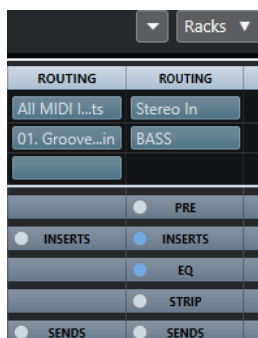 Racks
ROUTING ROUTING
All MIDI I...ts Stereo In
01. Groove...in BASS
PRE
INSERTS INSERTS
EQ
STRIP
SENDS SENDS